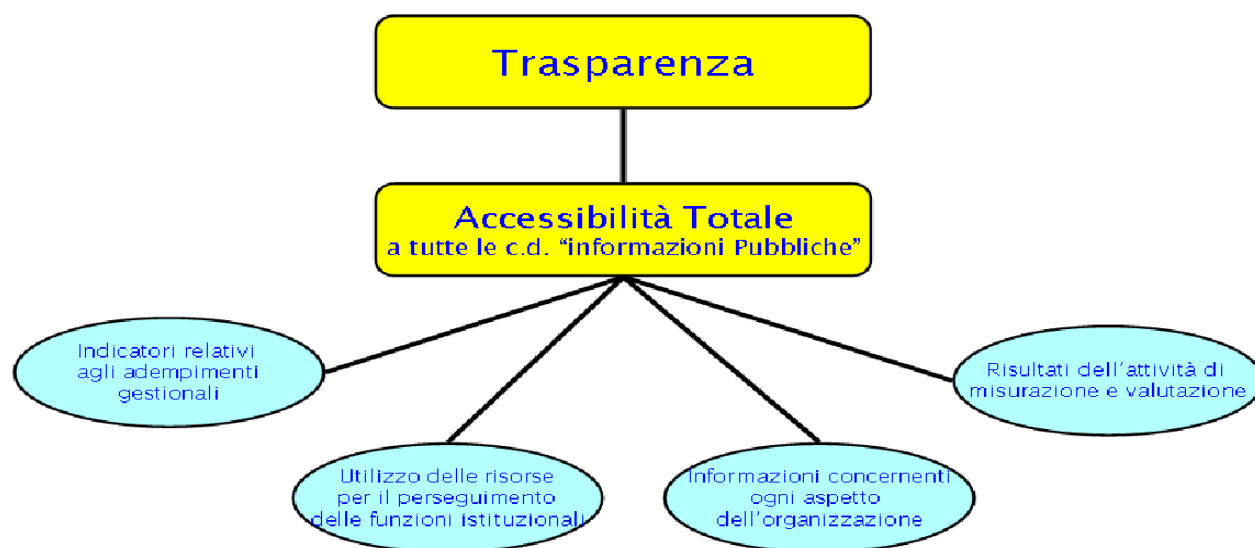 Trasparenza
Accessibilità Totale
a tutte le c.d. “informazioni Pubbliche”
Indicatori relativi
agli adempimenti
gestionali
Utilizzo delle risorse
per il perseguimento
delle funzioni istituzionali
Informazioni concernenti
ogni aspetto
dell’organizzazione
Risultati dell’attività di
misurazione e valutazione